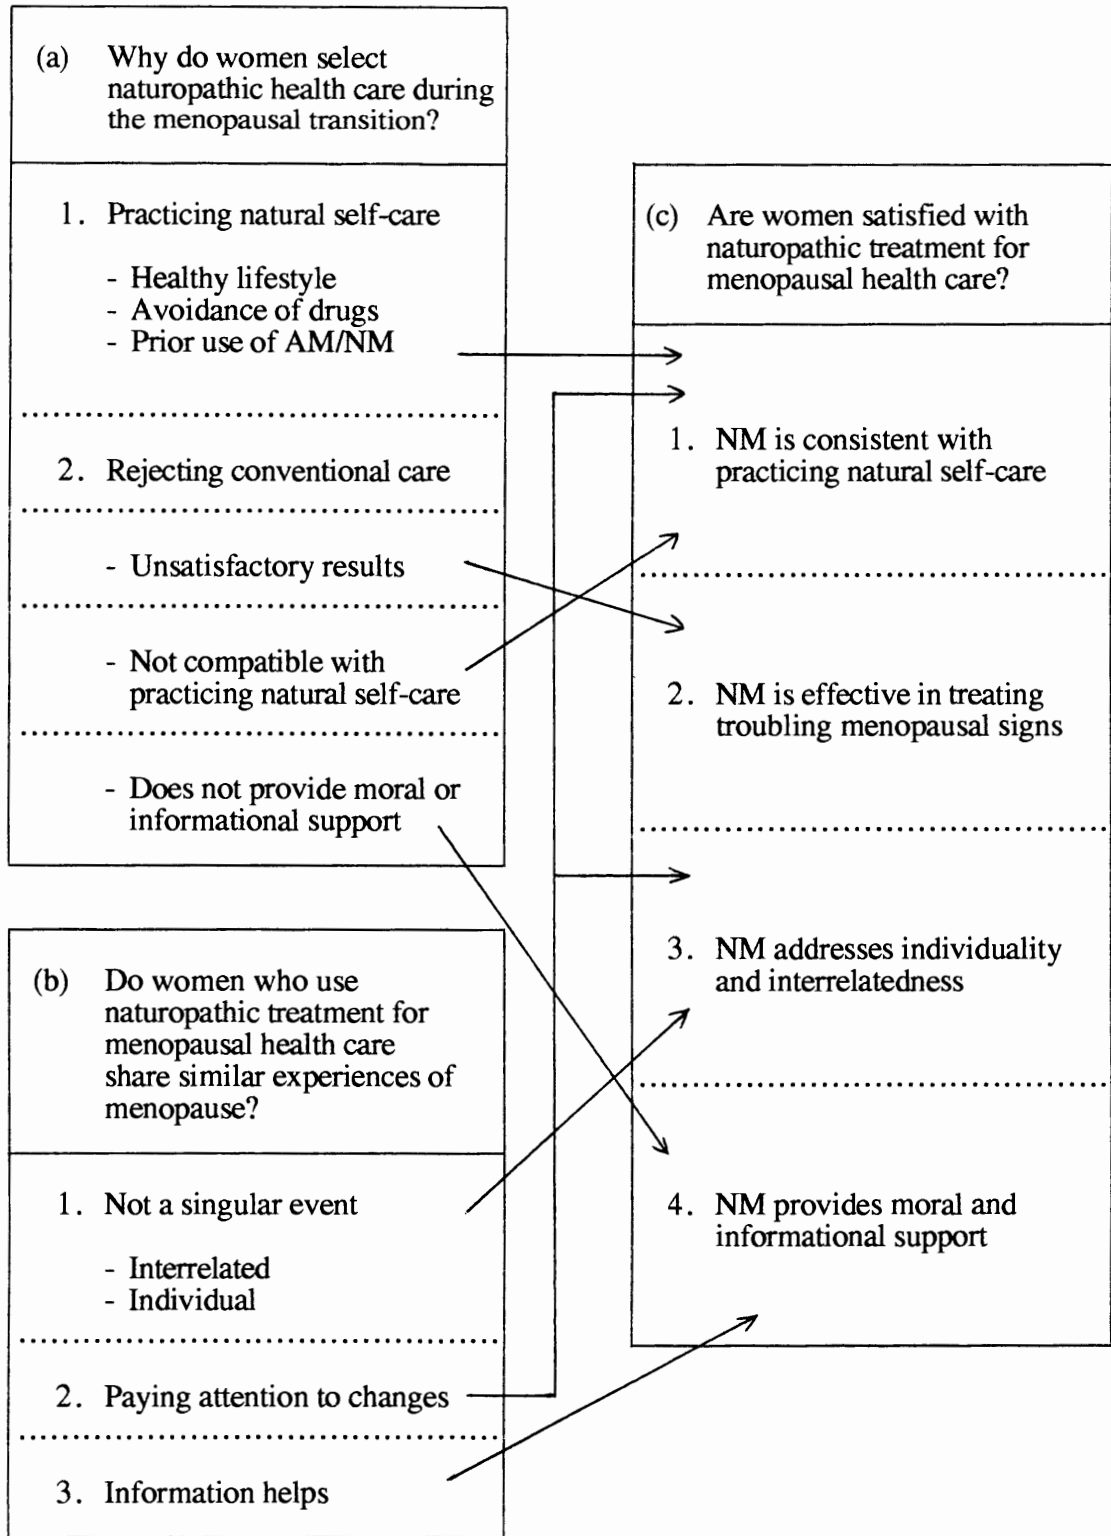 (a) Why do women select
naturopathic health care during
the menopausal transition?
1. Practicing natural self-care
- Healthy lifestyle
- Avoidance of drugs
- Prior use of AM/NM
2. Rejecting conventional care
- Unsatisfactory results
- Not compatible with
practicing natural self-care
- Does not provide moral or
informational support
(b) Do women who use
naturopathic treatment for
menopausal health care
share similar experiences of
menopause?
1. Not a singular event
- Interrelated
- Individual
2. Paying attention to changes
3. Information helps
(c) Are women satisfied with
naturopathic treatment for
menopausal health care?
1. NM is consistent with
practicing natural self-care
2. NM is effective in treating
troubling menopausal signs
3. NM addresses individuality
and interrelatedness
4. NM provides moral and
informational support